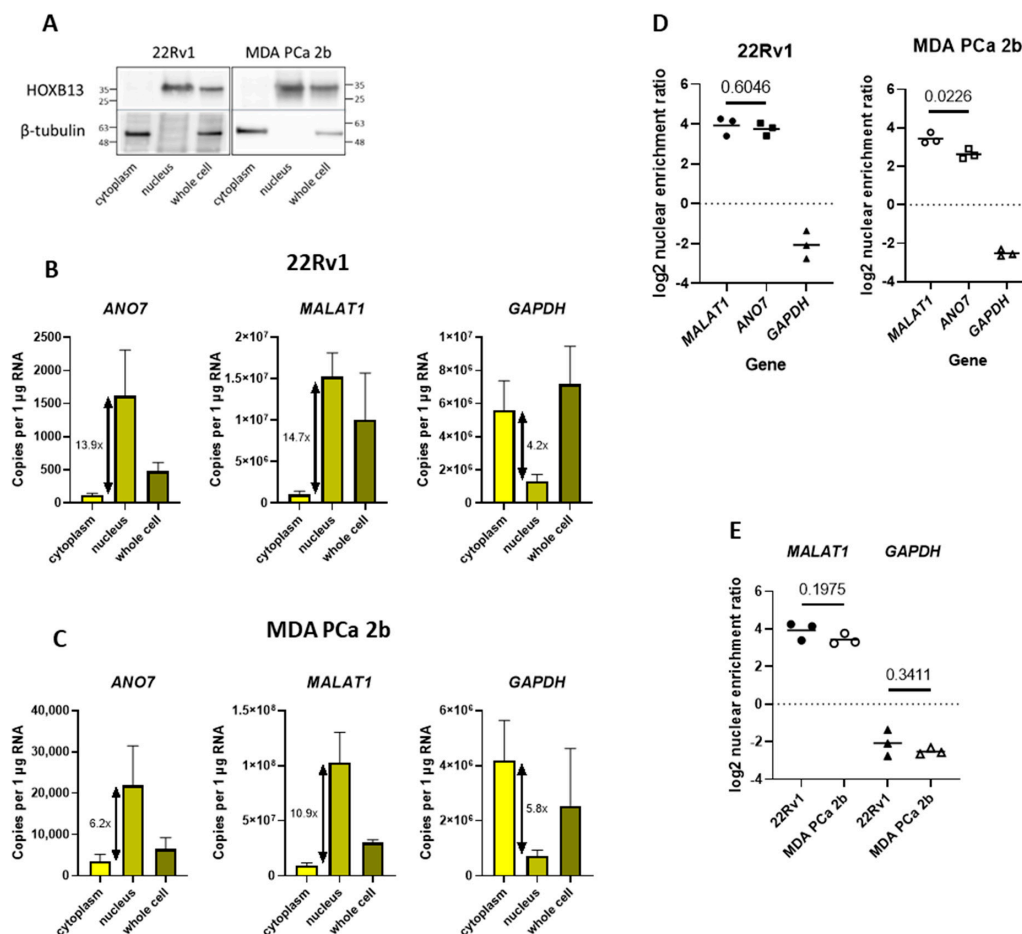 A
22Rv1 MDA PCa 2b
HOXB13
35
25
35
25
β-tubulin
63
48
63
48
cytoplasm nucleus whole cell cytoplasm nucleus whole cell
B
22Rv1
ANO7
Copies per 1 µg RNA
2500
2000
1500
1000
500
0
13.9x
cytoplasm nucleus whole cell
MALAT1
Copies per 1 µg RNA
2×10⁷
1.5×10⁷
1×10⁷
5×10⁶
0
14.7x
cytoplasm nucleus whole cell
GAPDH
Copies per 1 µg RNA
1×10⁷
8×10⁶
6×10⁶
4×10⁶
2×10⁶
0
4.2x
cytoplasm nucleus whole cell
C
MDA PCa 2b
ANO7
Copies per 1 µg RNA
40,000
30,000
20,000
10,000
0
6.2x
cytoplasm nucleus whole cell
MALAT1
Copies per 1 µg RNA
1.5×10⁸
1×10⁸
5×10⁷
0
10.9x
cytoplasm nucleus whole cell
GAPDH
Copies per 1 µg RNA
6×10⁶
4×10⁶
2×10⁶
0
5.8x
cytoplasm nucleus whole cell
D
22Rv1
log2 nuclear enrichment ratio
6
4
2
0
-2
-4
0.6046
MALAT1 ANO7 GAPDH
Gene
MDA PCa 2b
log2 nuclear enrichment ratio
6
4
2
0
-2
-4
0.0226
MALAT1 ANO7 GAPDH
Gene
E
MALAT1 GAPDH
log2 nuclear enrichment ratio
6
4
2
0
-2
-4
0.1975
0.3411
22Rv1 MDA PCa 2b 22Rv1 MDA PCa 2b